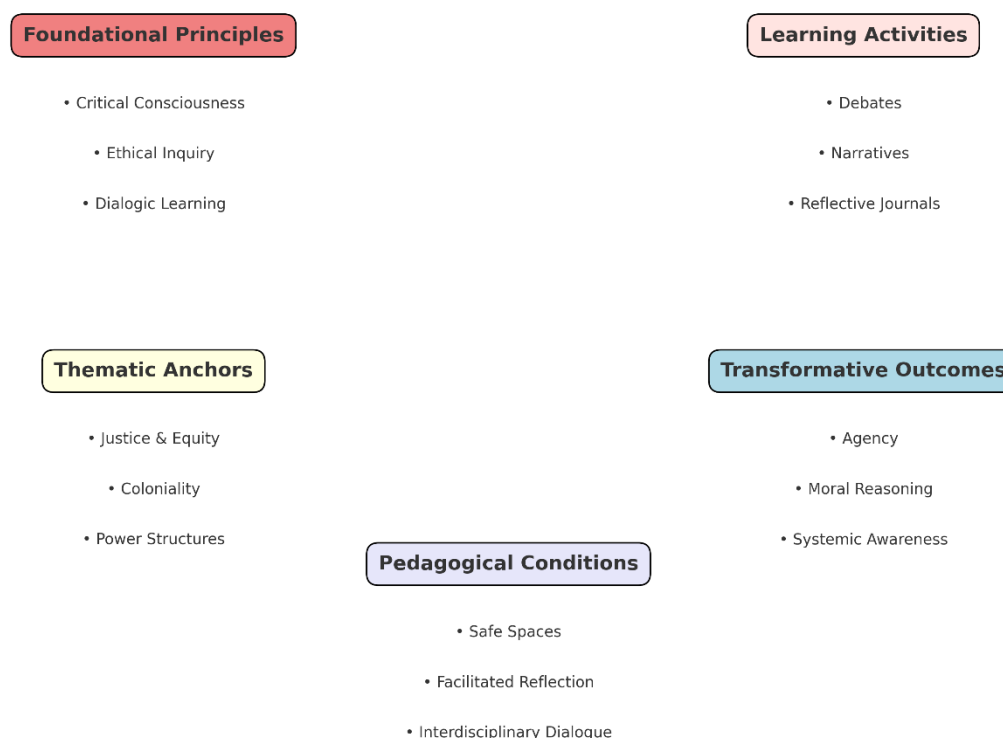 Foundational Principles
• Critical Consciousness
• Ethical Inquiry
• Dialogic Learning
Learning Activities
• Debates
• Narratives
• Reflective Journals
Thematic Anchors
• Justice & Equity
• Coloniality
• Power Structures
Transformative Outcomes
• Agency
• Moral Reasoning
• Systemic Awareness
Pedagogical Conditions
• Safe Spaces
• Facilitated Reflection
• Interdisciplinary Dialogue